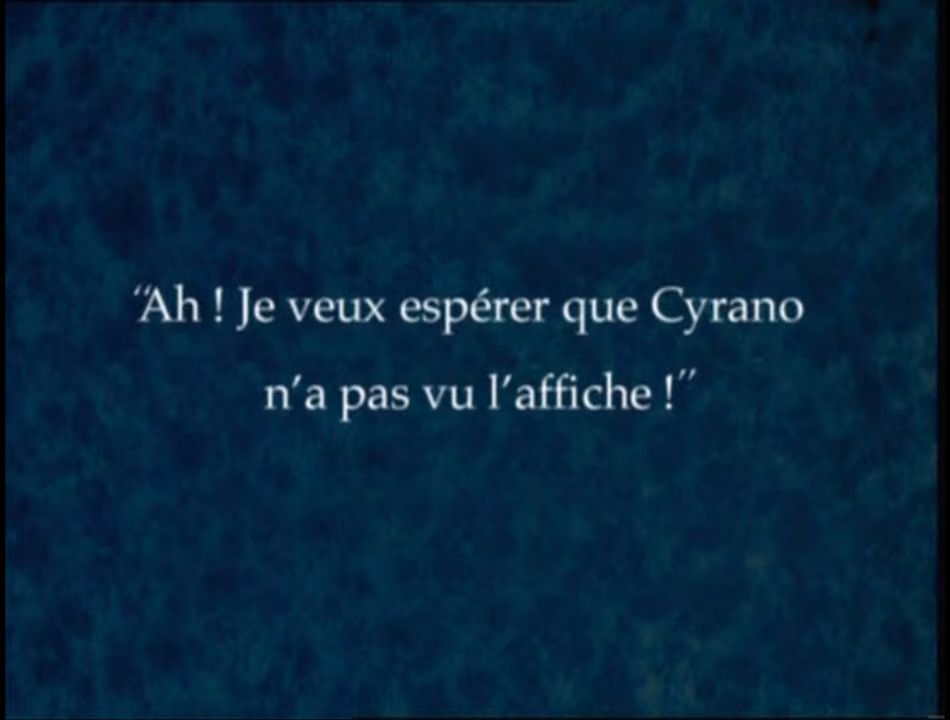 “Ah ! Je veux espérer que Cyrano
n’a pas vu l’affiche !”